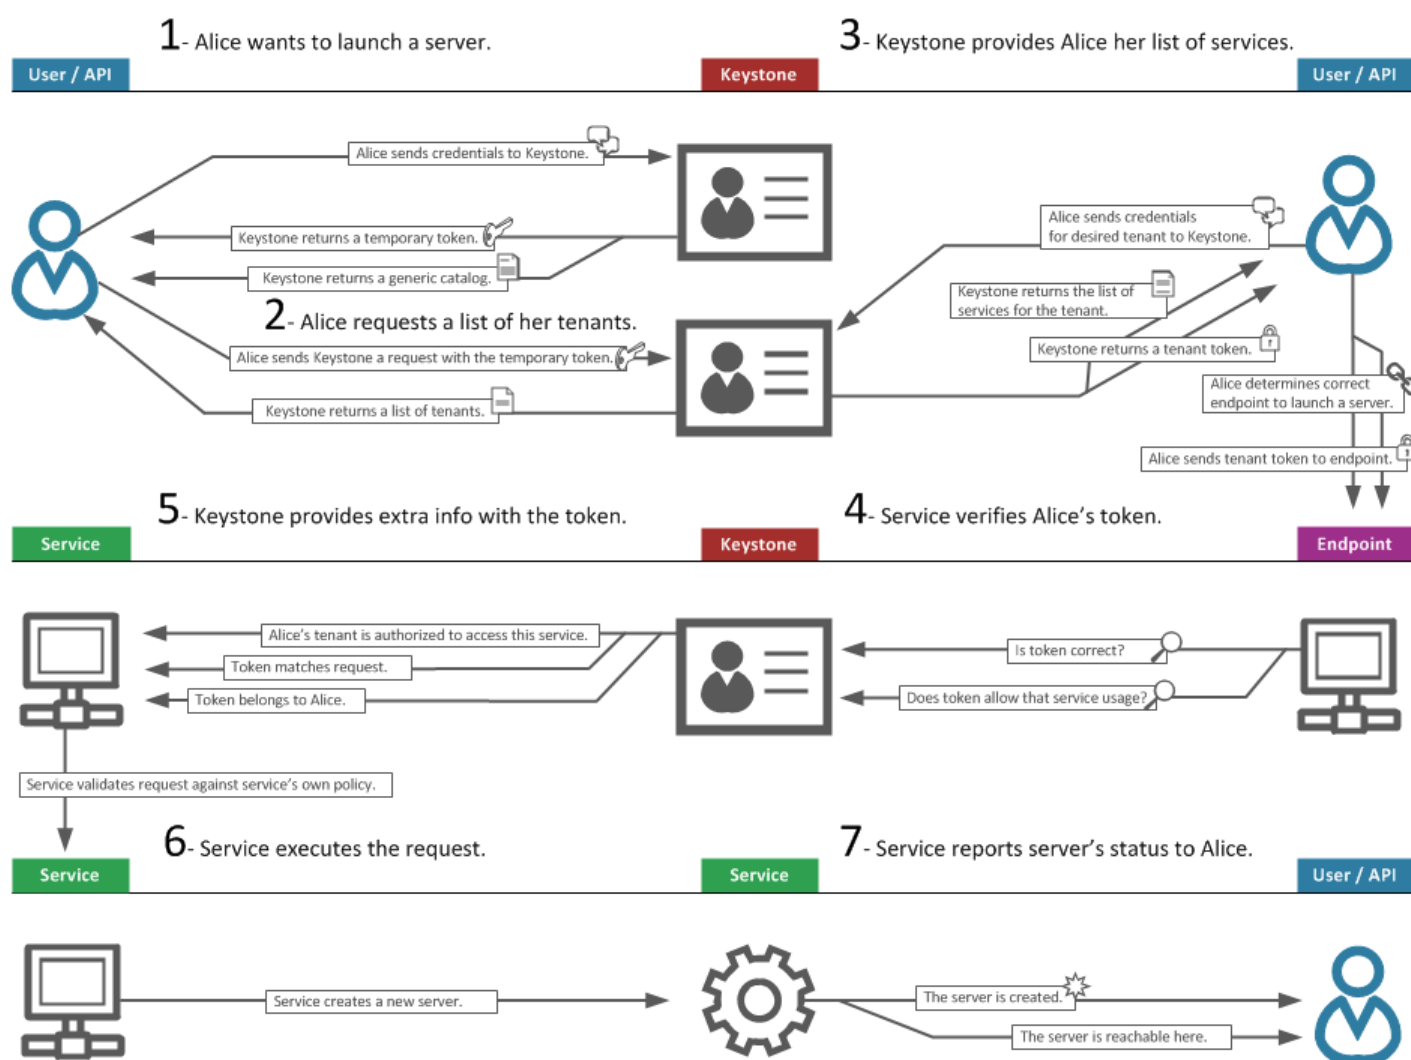 1- Alice wants to launch a server.
3- Keystone provides Alice her list of services.
User / API
Keystone
User / API
Alice sends credentials to Keystone.
Keystone returns a temporary token.
Keystone returns a generic catalog.
2- Alice requests a list of her tenants.
Alice sends Keystone a request with the temporary token.
Keystone returns a list of tenants.
Alice sends credentials
for desired tenant to Keystone.
Keystone returns the list of
services for the tenant.
Keystone returns a tenant token.
Alice determines correct
endpoint to launch a server.
Alice sends tenant token to endpoint.
5- Keystone provides extra info with the token.
4- Service verifies Alice's token.
Service
Keystone
Endpoint
Alice's tenant is authorized to access this service.
Token matches request.
Token belongs to Alice.
Is token correct?
Does token allow that service usage?
Service validates request against service's own policy.
6- Service executes the request.
7- Service reports server's status to Alice.
Service
Service
User / API
Service creates a new server.
The server is created.
The server is reachable here.